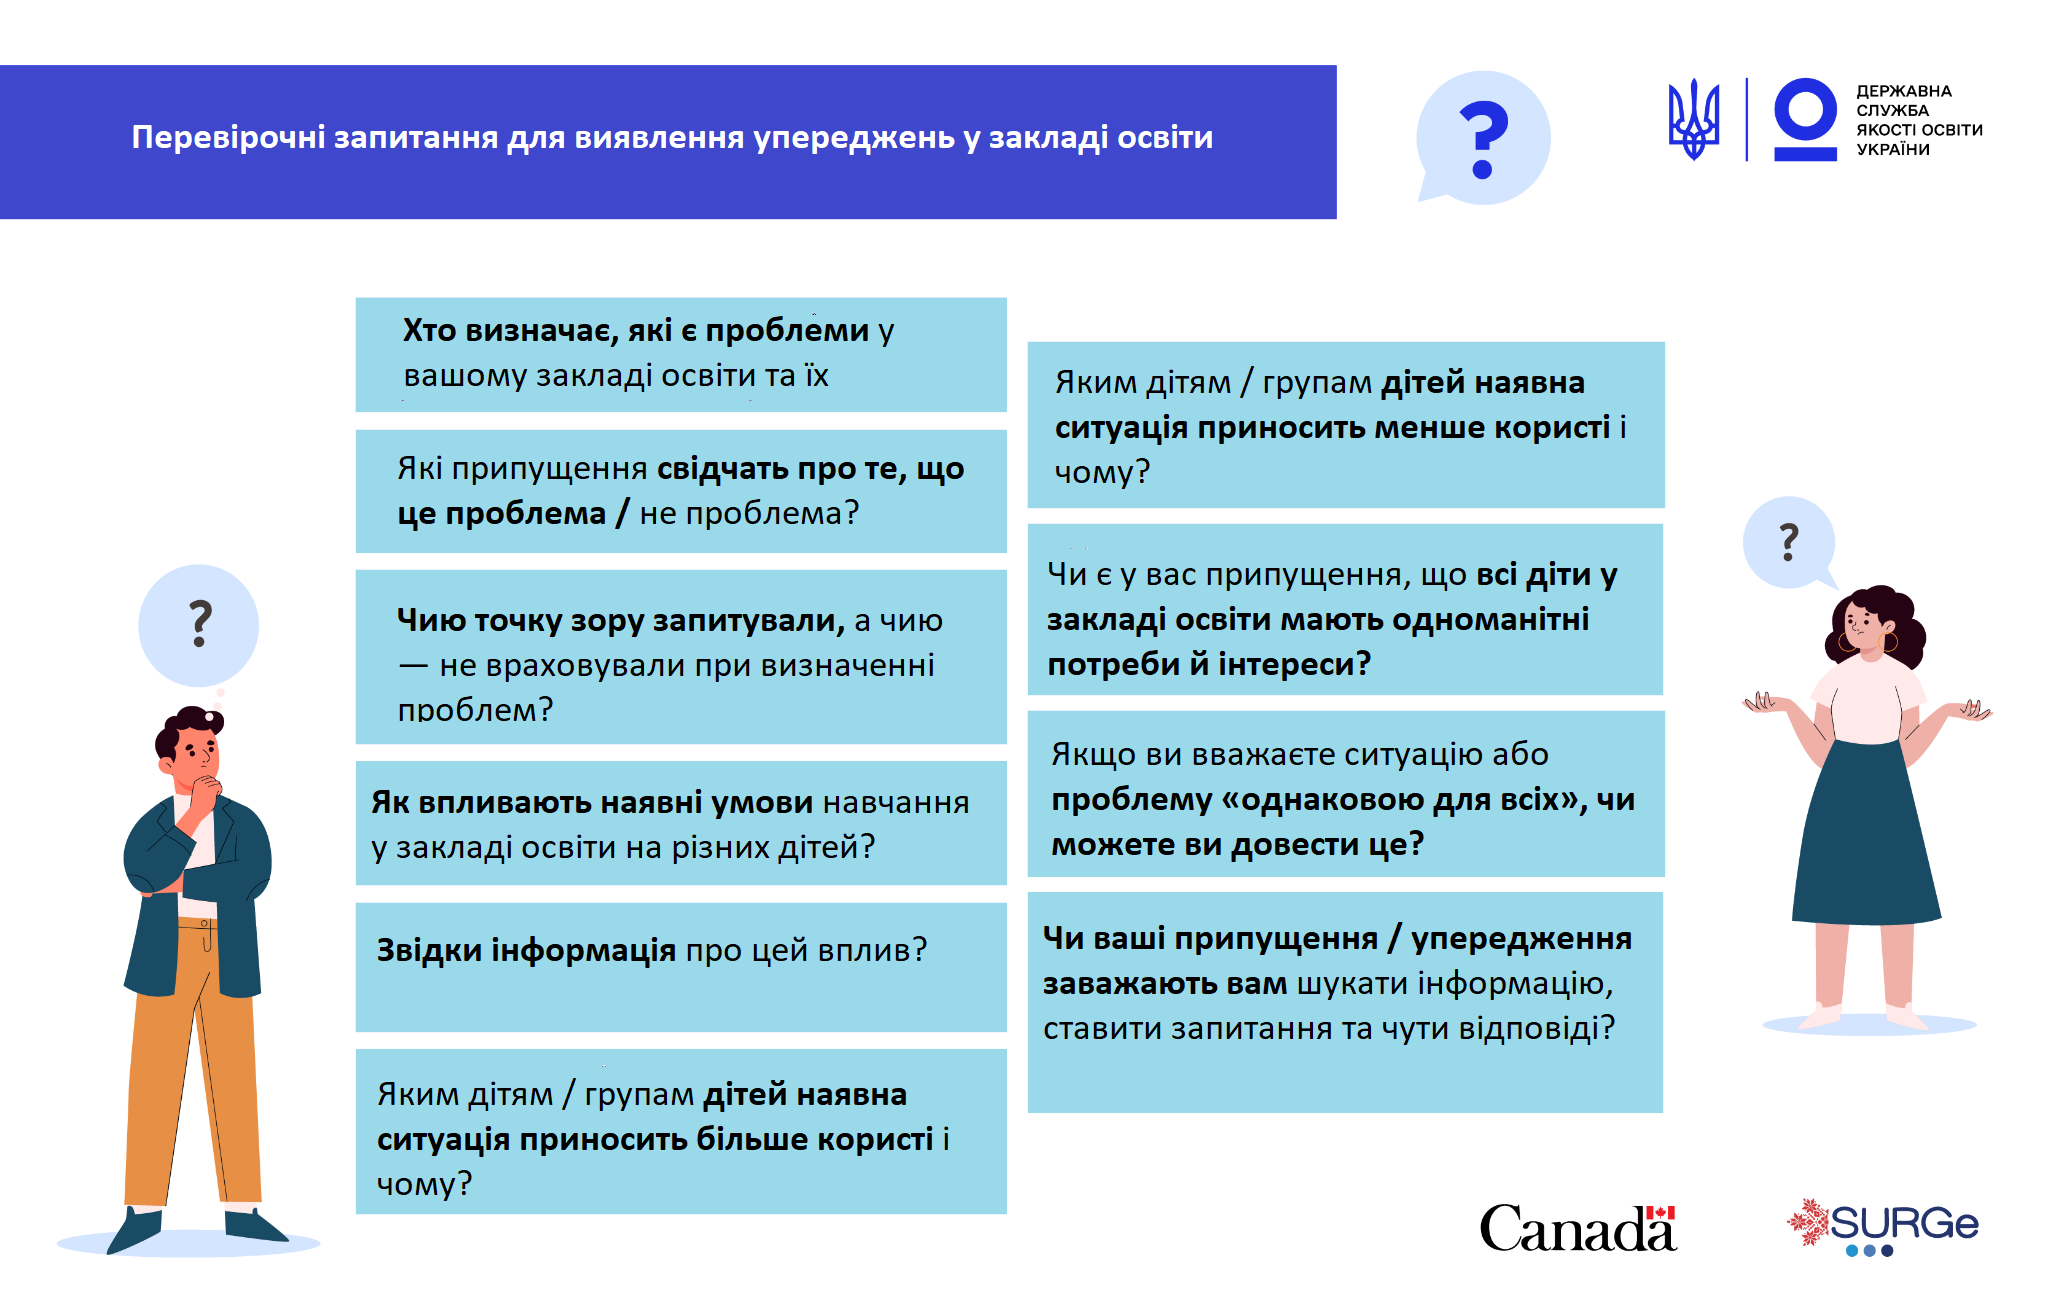 Перевірочні запитання для виявлення упереджень у закладі освіти
?
ДЕРЖАВНА
СЛУЖБА
ЯКОСТІ ОСВІТИ
УКРАЇНИ
Хто визначає, які є проблеми у
вашому закладі освіти та їх
Які припущення свідчать про те, що
це проблема / не проблема?
Чию точку зору запитували, а чию
— не враховували при визначенні
проблем?
Як впливають наявні умови навчання
у закладі освіти на різних дітей?
Звідки інформація про цей вплив?
Яким дітям / групам дітей наявна
ситуація приносить більше користі і
чому?
Яким дітям / групам дітей наявна
ситуація приносить менше користі і
чому?
Чи є у вас припущення, що всі діти у
закладі освіти мають одноманітні
потреби й інтереси?
Якщо ви вважаєте ситуацію або
проблему «однаковою для всіх», чи
можете ви довести це?
Чи ваші припущення / упередження
заважають вам шукати інформацію,
ставити запитання та чути відповіді?
?
?
Canada
SURGe